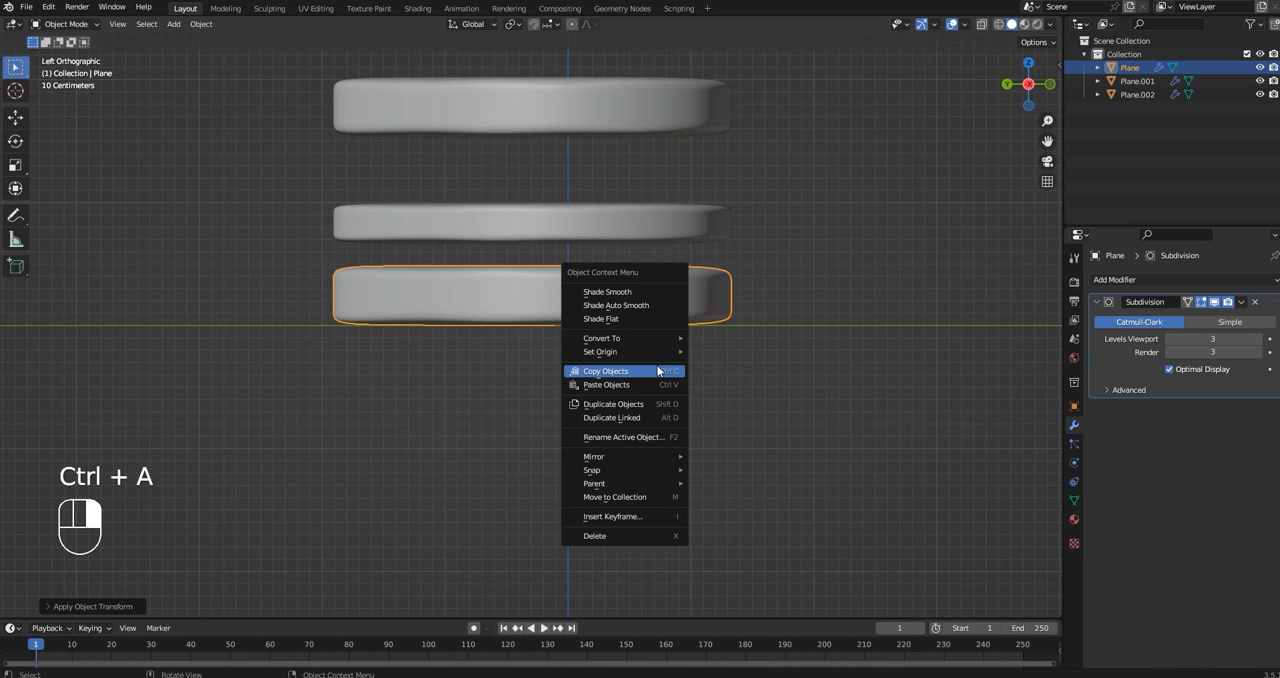 File Edit Render Window Help Layout Modeling Sculpting UV Editing Texture Paint Shading Animation Rendering Compositing Geometry Nodes Scripting + Scene ViewLayer
Object Mode View Select Add Object Global
Options
Left Orthographic
(1) Collection | Plane
10 Centimeters
Z
Y
X
Scene Collection
Collection
Plane
Plane.001
Plane.002
Plane Subdivision
Add Modifier
Subdivision
Catmull-Clark Simple
Levels Viewport 3
Render 3
Optimal Display
Advanced
Object Context Menu
Shade Smooth
Shade Auto Smooth
Shade Flat
Convert To
Set Origin
Copy Objects Ctrl C
Paste Objects Ctrl V
Duplicate Objects Shift D
Duplicate Linked Alt D
Rename Active Object... F2
Mirror
Snap
Parent
Move to Collection M
Insert Keyframe... I
Delete X
Ctrl + A
Apply Object Transform
Playback Keying View Marker 1 Start 1 End 250
1 10 20 30 40 50 60 70 80 90 100 110 120 130 140 150 160 170 180 190 200 210 220 230 240 250
Select Rotate View Object Context Menu 3.5